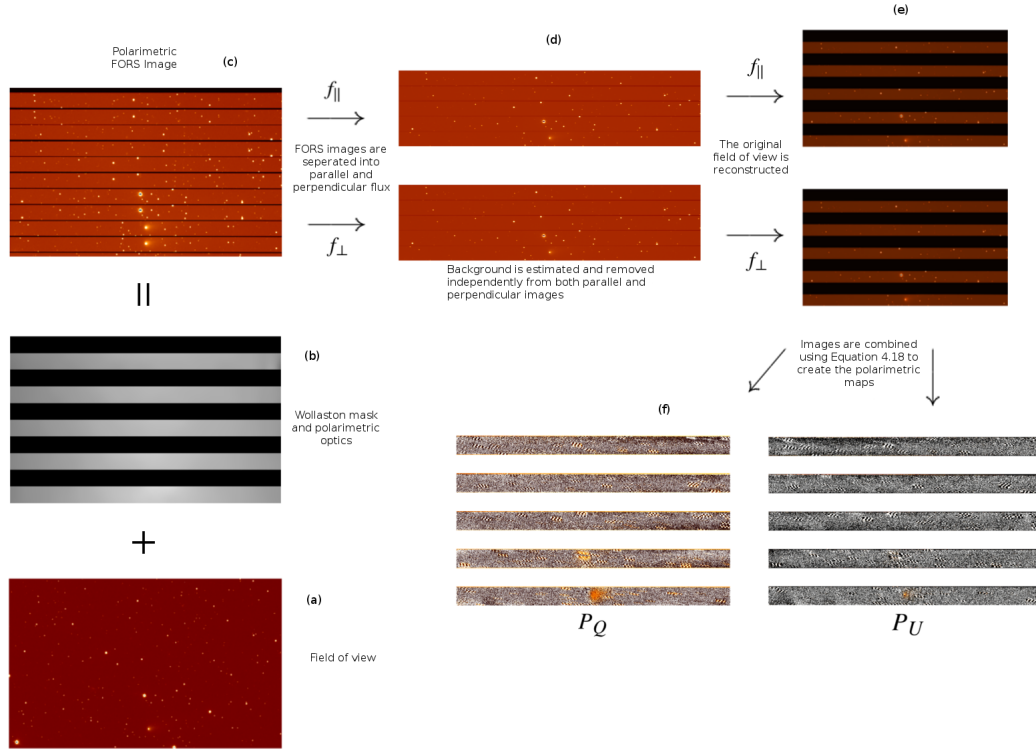 (e)
(d)
Polarimetric
FORS Image
(c)
f∥
FORS images are
seperated into
parallel and
perpendicular flux
f⊥
Background is estimated and removed
independently from both parallel and
perpendicular images
f∥
The original
field of view is
reconstructed
f⊥
=
(b)
Wollaston mask
and polarimetric
optics
+
(a)
Field of view
Images are combined
using Equation 4.18 to
create the polarimetric
maps
(f)
P_Q
P_U